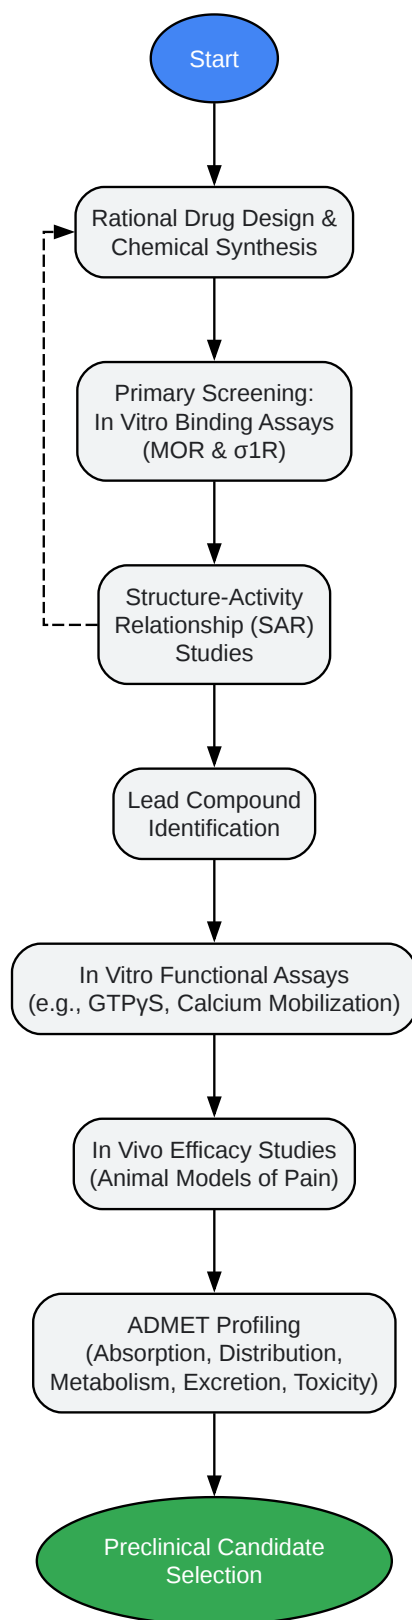 Start
Rational Drug Design &
Chemical Synthesis
Primary Screening:
In Vitro Binding Assays
(MOR & σ1R)
Structure-Activity
Relationship (SAR)
Studies
Lead Compound
Identification
In Vitro Functional Assays
(e.g., GTPγS, Calcium Mobilization)
In Vivo Efficacy Studies
(Animal Models of Pain)
ADMET Profiling
(Absorption, Distribution,
Metabolism, Excretion, Toxicity)
Preclinical Candidate
Selection